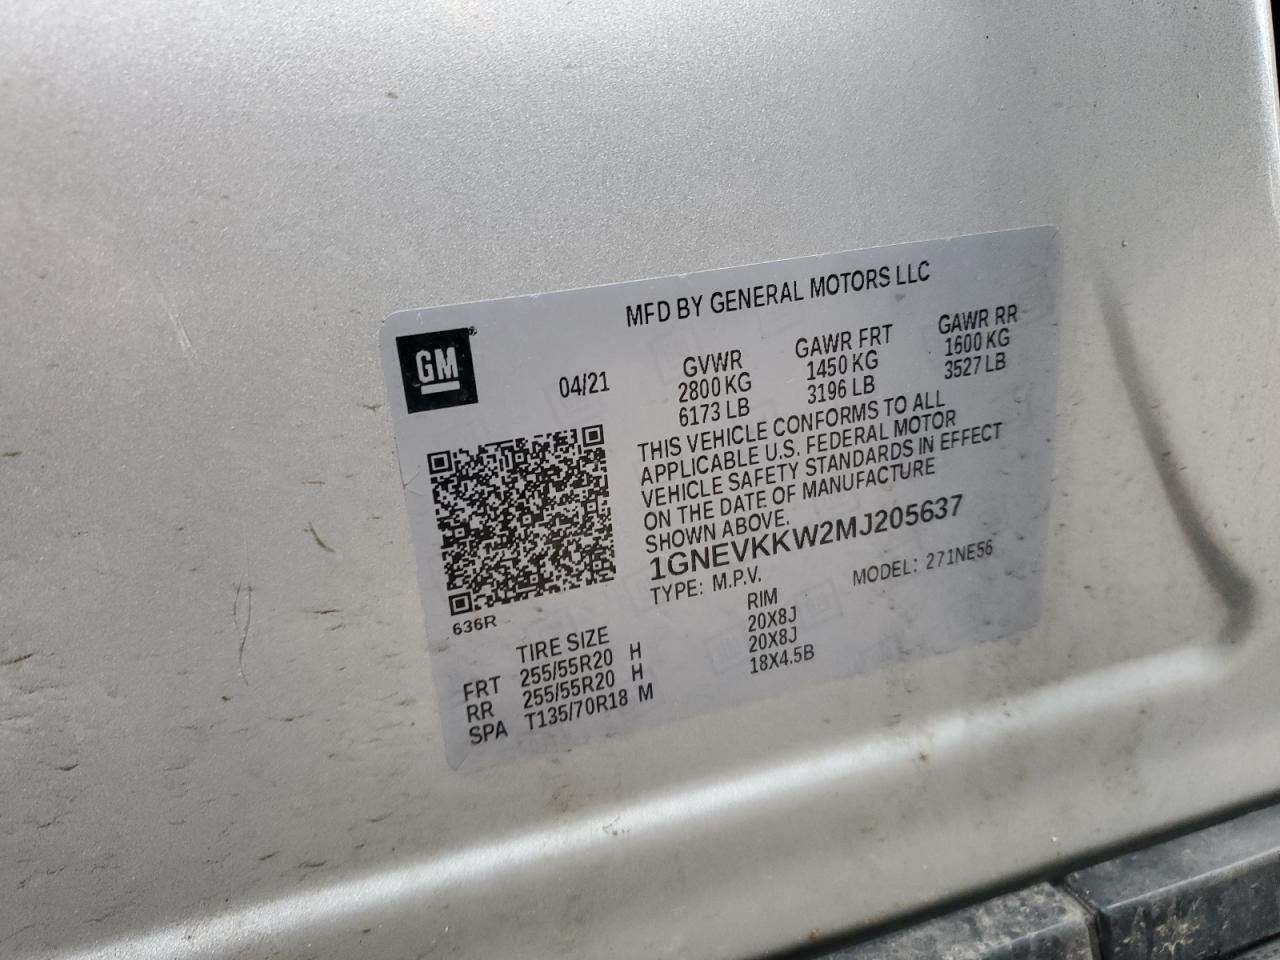 MFD BY GENERAL MOTORS LLC
GM
®
04/21
GVWR GAWR FRT GAWR RR
2800 KG 1450 KG 1600 KG
6173 LB 3196 LB 3527 LB
THIS VEHICLE CONFORMS TO ALL
APPLICABLE U.S. FEDERAL MOTOR
VEHICLE SAFETY STANDARDS IN EFFECT
ON THE DATE OF MANUFACTURE
SHOWN ABOVE.
1GNEVKKW2MJ205637
TYPE: M.P.V. MODEL: 271NE56
636R
TIRE SIZE RIM
FRT 255/55R20 H 20X8J
RR 255/55R20 H 20X8J
SPA T135/70R18 M 18X4.5B